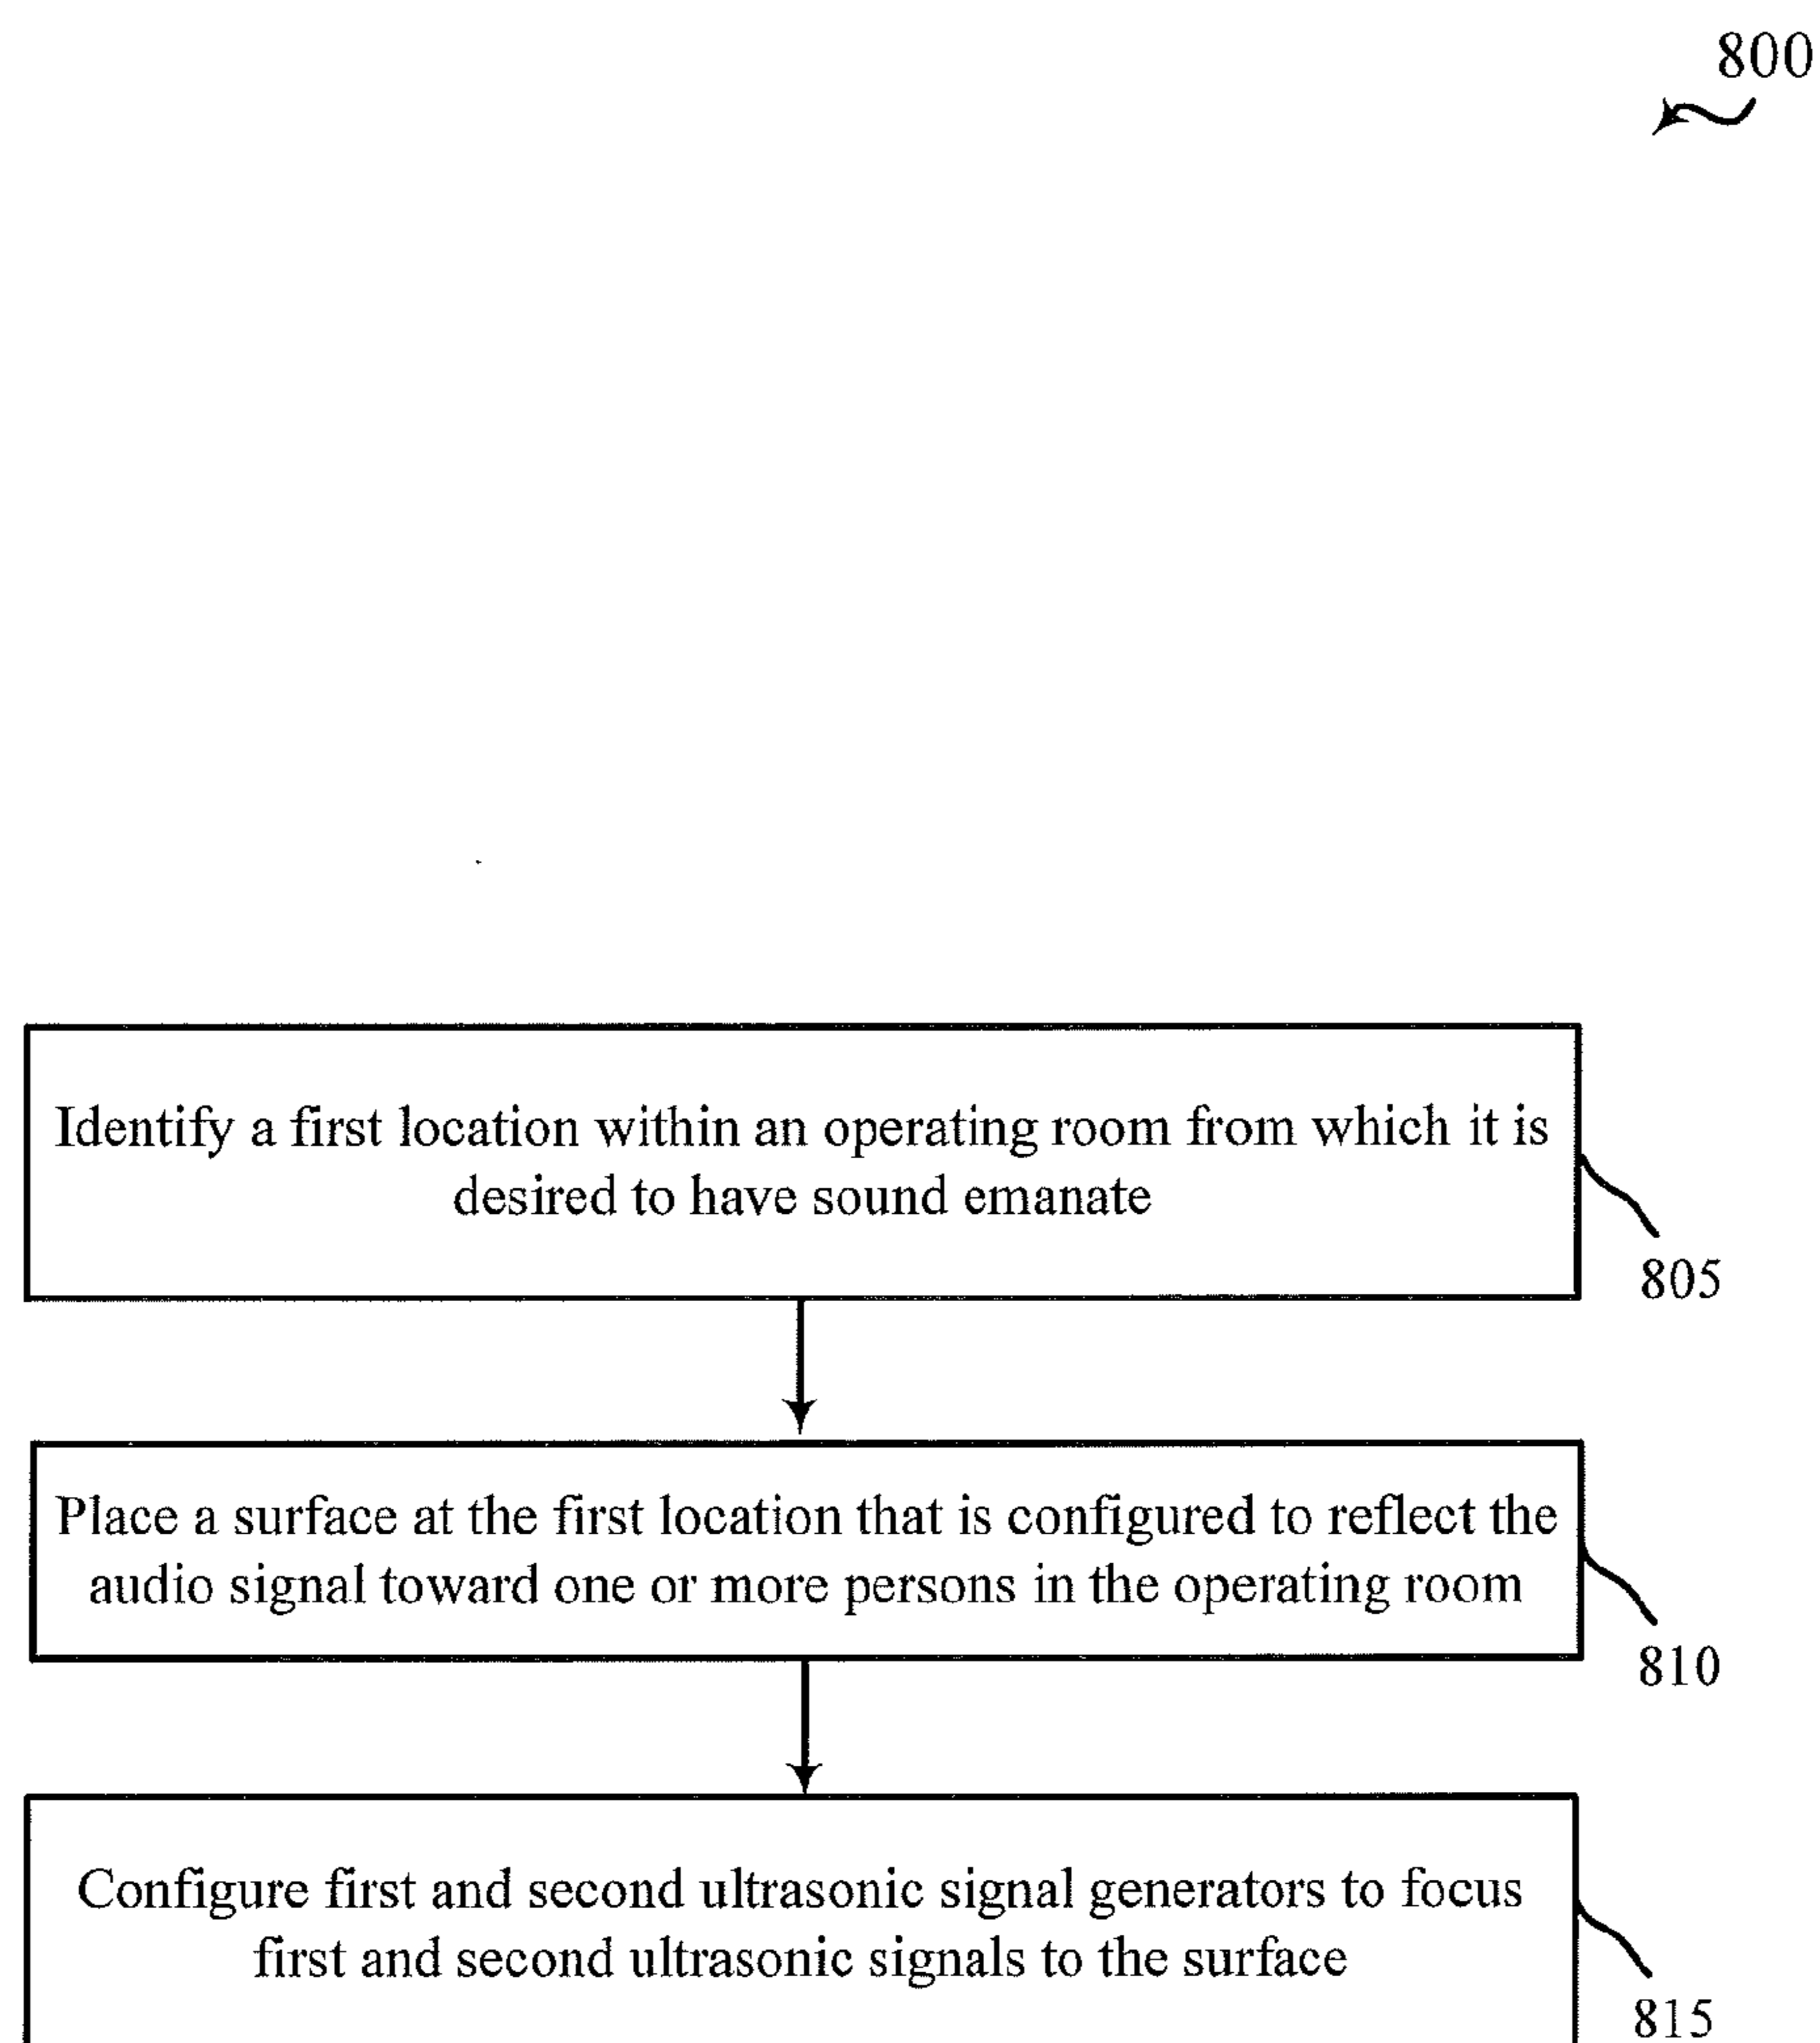 800
Identify a first location within an operating room from which it is
desired to have sound emanate
805
Place a surface at the first location that is configured to reflect the
audio signal toward one or more persons in the operating room
810
Configure first and second ultrasonic signal generators to focus
first and second ultrasonic signals to the surface
815